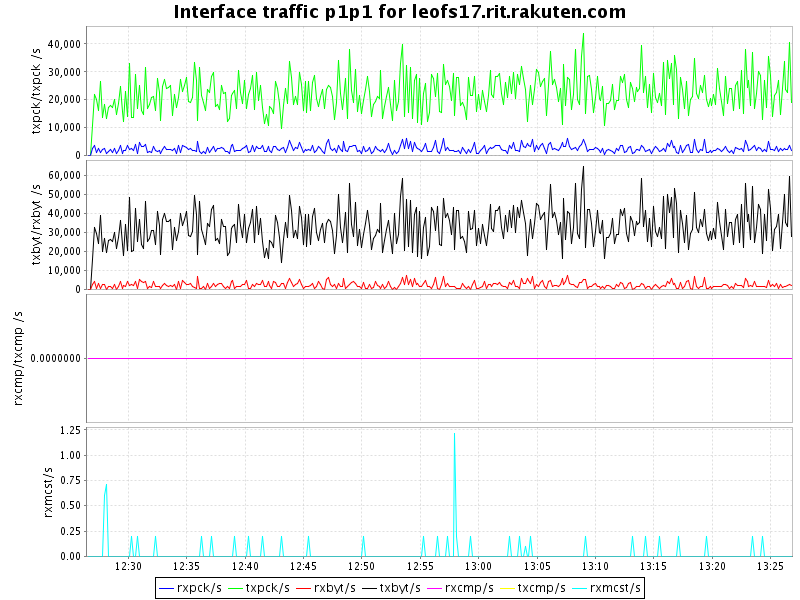 Interface traffic p1p1 for leofs17.rit.rakuten.com
txpck/txpck /s
40,000
30,000
20,000
10,000
0
txbyt/rxbyt /s
60,000
50,000
40,000
30,000
20,000
10,000
0
rxcmp/txcmp /s
0.0000000
rxmcst/s
1.25
1.00
0.75
0.50
0.25
0.00
12:30 12:35 12:40 12:45 12:50 12:55 13:00 13:05 13:10 13:15 13:20 13:25
rxpck/s txpck/s rxbyt/s txbyt/s rxcmp/s txcmp/s rxmcst/s